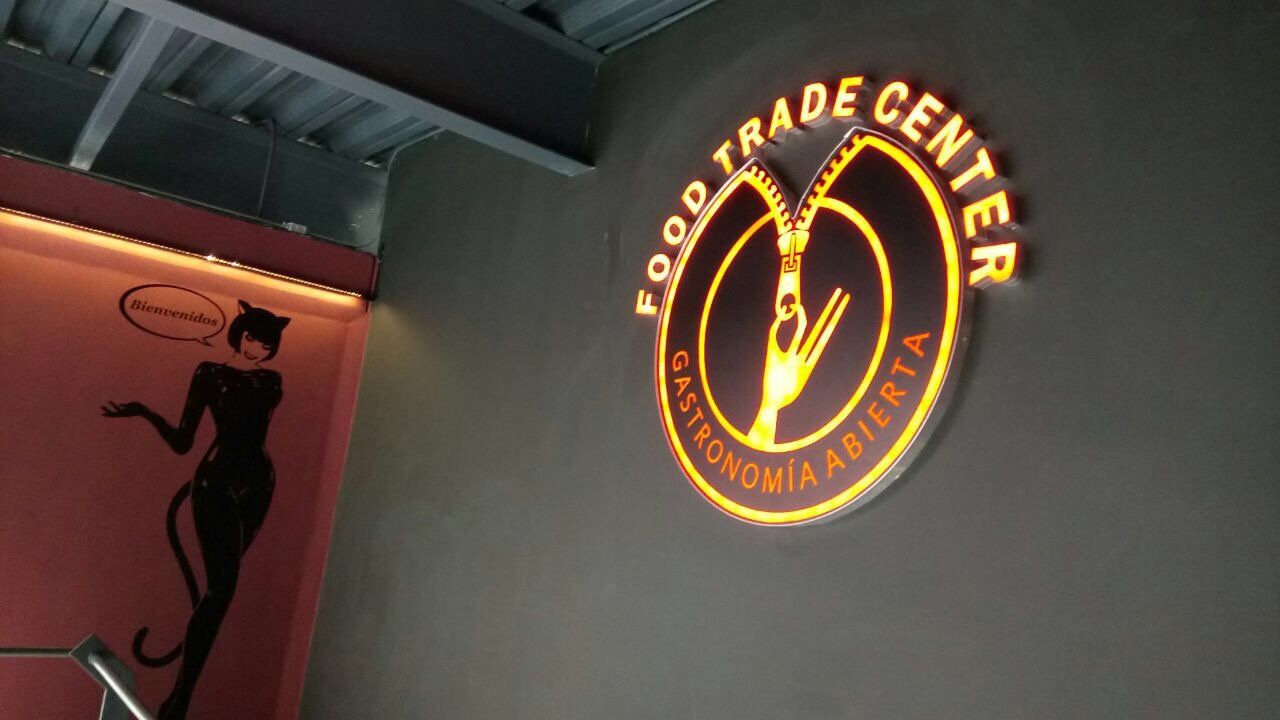 FOOD TRADE CENTER
GASTRONOMÍA ABIERTA
Bienvenidos